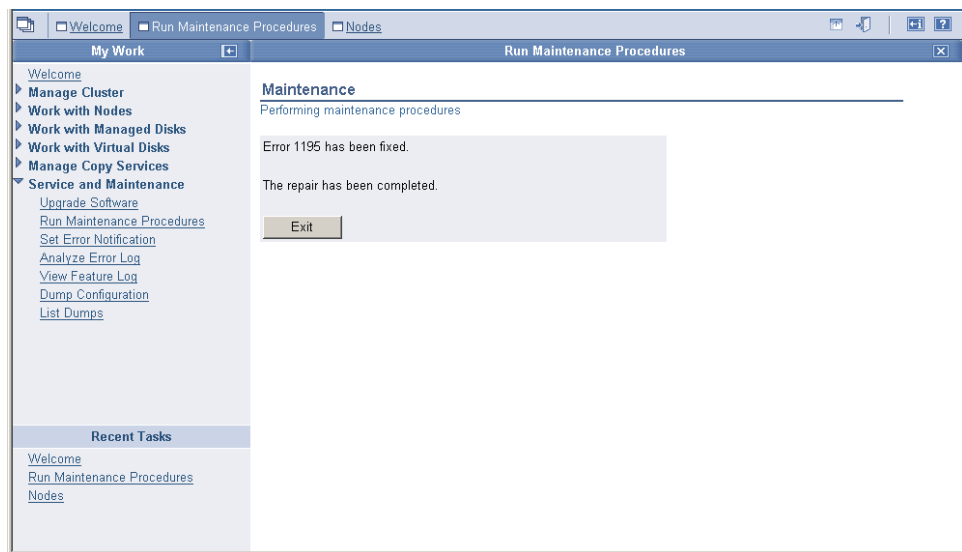 Welcome
Run Maintenance Procedures
Nodes
My Work
Run Maintenance Procedures
Welcome
Manage Cluster
Work with Nodes
Work with Managed Disks
Work with Virtual Disks
Manage Copy Services
Service and Maintenance
Upgrade Software
Run Maintenance Procedures
Set Error Notification
Analyze Error Log
View Feature Log
Dump Configuration
List Dumps
Recent Tasks
Welcome
Run Maintenance Procedures
Nodes
Maintenance
Performing maintenance procedures
Error 1195 has been fixed.
The repair has been completed.
Exit